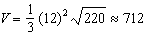 V = 1/3 (12)² √220 ≈ 712